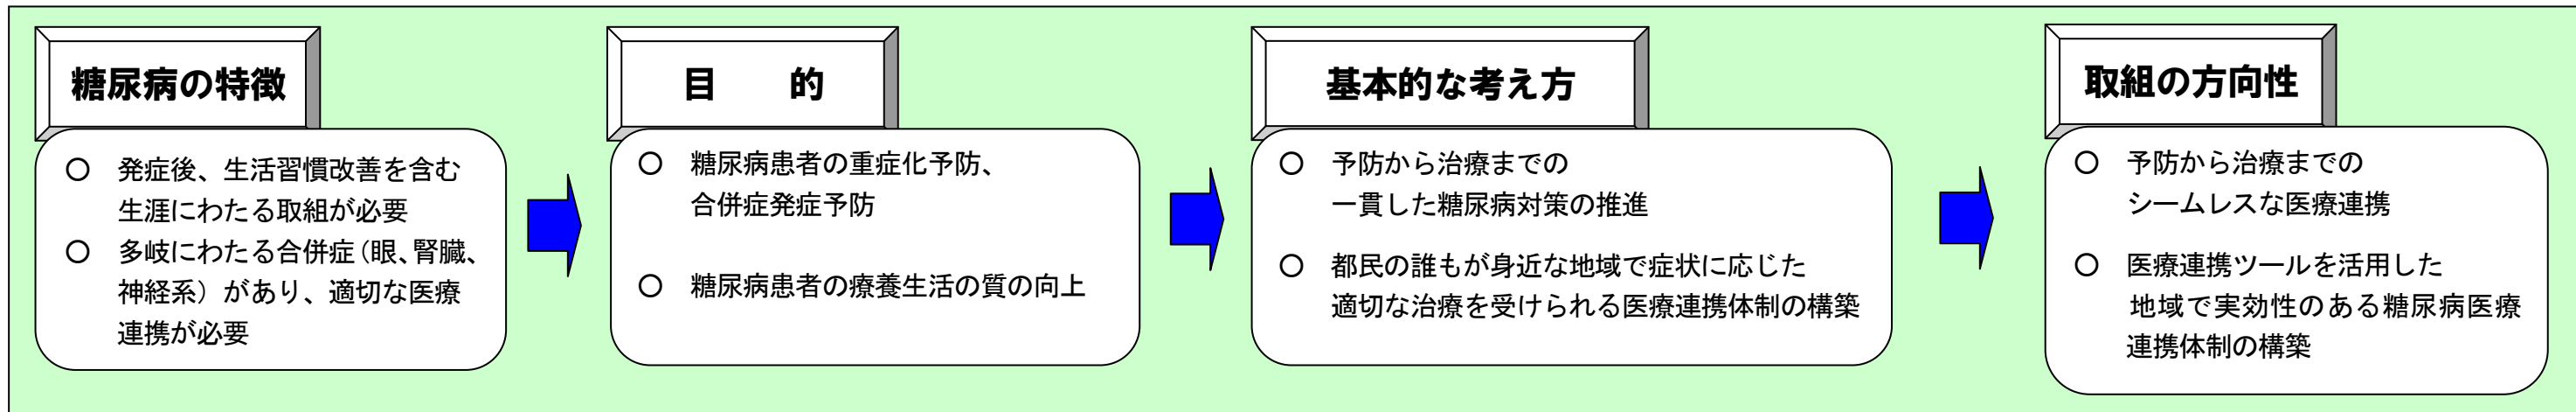 糖尿病の特徴
○ 発症後、生活習慣改善を含む
生涯にわたる取組が必要
○ 多岐にわたる合併症（眼、腎臓、
神経系）があり、適切な医療
連携が必要
目　　的
○ 糖尿病患者の重症化予防、
合併症発症予防
○ 糖尿病患者の療養生活の質の向上
基本的な考え方
○ 予防から治療までの
一貫した糖尿病対策の推進
○ 都民の誰もが身近な地域で症状に応じた
適切な治療を受けられる医療連携体制の構築
取組の方向性
○ 予防から治療までの
シームレスな医療連携
○ 医療連携ツールを活用した
地域で実効性のある糖尿病医療
連携体制の構築